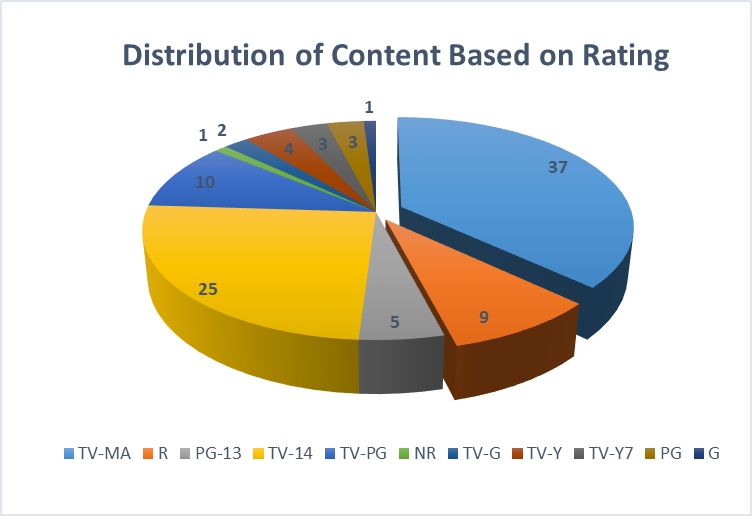 Distribution of Content Based on Rating
1
1 2
4 3 3
37
10
25
9
5
TV-MA R PG-13 TV-14 TV-PG NR TV-G TV-Y TV-Y7 PG G